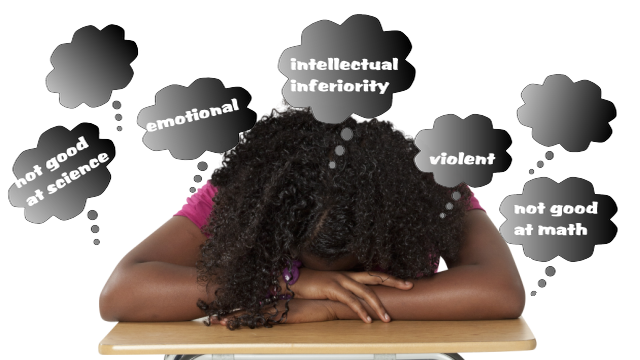 intellectual
inferiority
emotional
not good
at science
violent
not good
at math